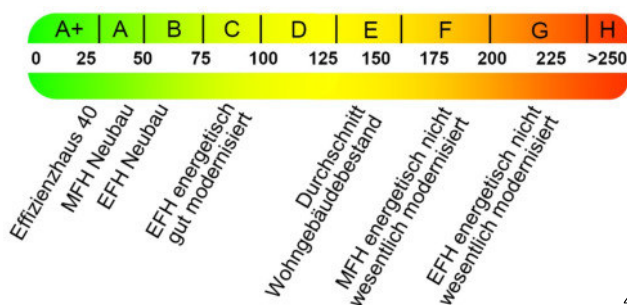 A+ A B C D E F G H
0 25 50 75 100 125 150 175 200 225 >250
Effizienzhaus 40
MFH Neubau
EFH Neubau
EFH energetisch
gut modernisiert
Durchschnitt
Wohngebäudebestand
MFH energetisch nicht
wesentlich modernisiert
EFH energetisch nicht
wesentlich modernisiert